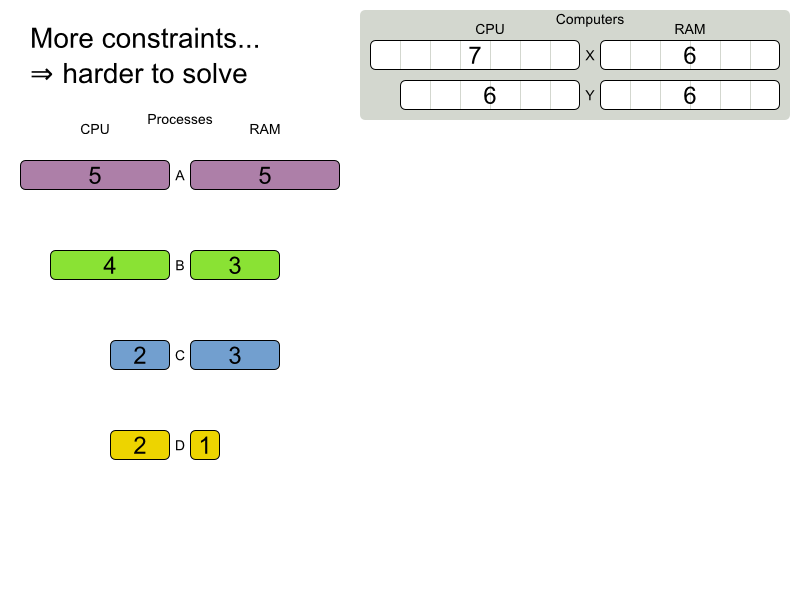 More constraints...
⇒ harder to solve
Computers
CPU RAM
7 X 6
6 Y 6
Processes
CPU RAM
5 A 5
4 B 3
2 C 3
2 D 1